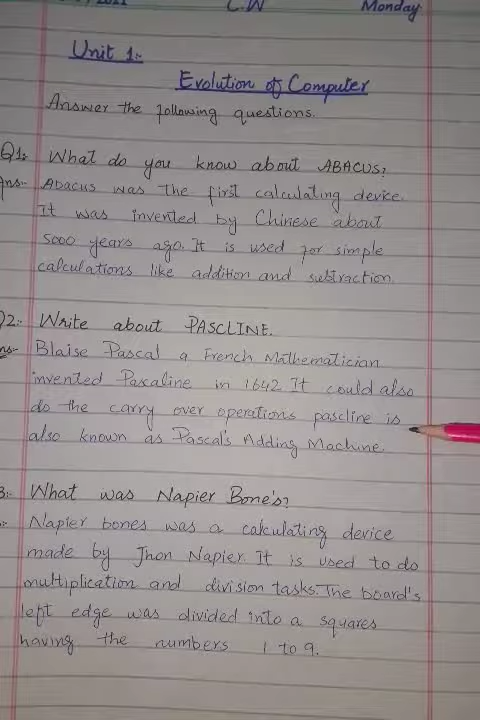 2021 C.W Monday
Unit 1:-
Evolution of Computer
Answer the following questions.
Q1:- What do you know about ABACUS?
Ans:- Abacus was the first calculating device.
It was invented by Chinese about
5000 years ago. It is used for simple
calculations like addition and subtraction.
Q2:- Write about PASCLINE.
Ans:- Blaise Pascal a French Mathematician
invented Pascaline in 1642 It could also
do the carry over operations pascline is
also known as Pascal's Adding Machine.
3:- What was Napier Bone's?
Napier bones was a calculating device
made by Jhon Napier. It is used to do
multiplication and division tasks. The board's
left edge was divided into a squares
having the numbers 1 to 9.